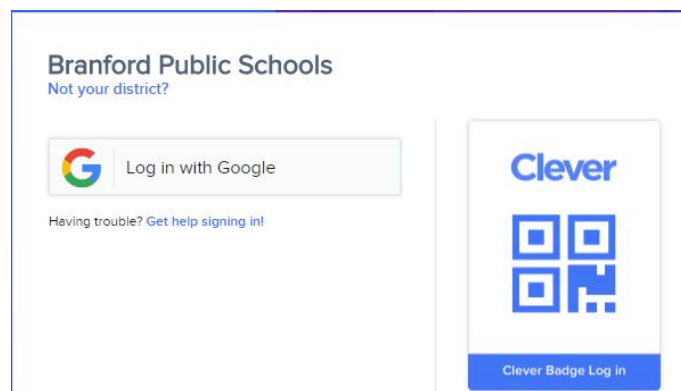 Branford Public Schools
Not your district?
Log in with Google
Having trouble? Get help signing in!
Clever
Clever Badge Log in